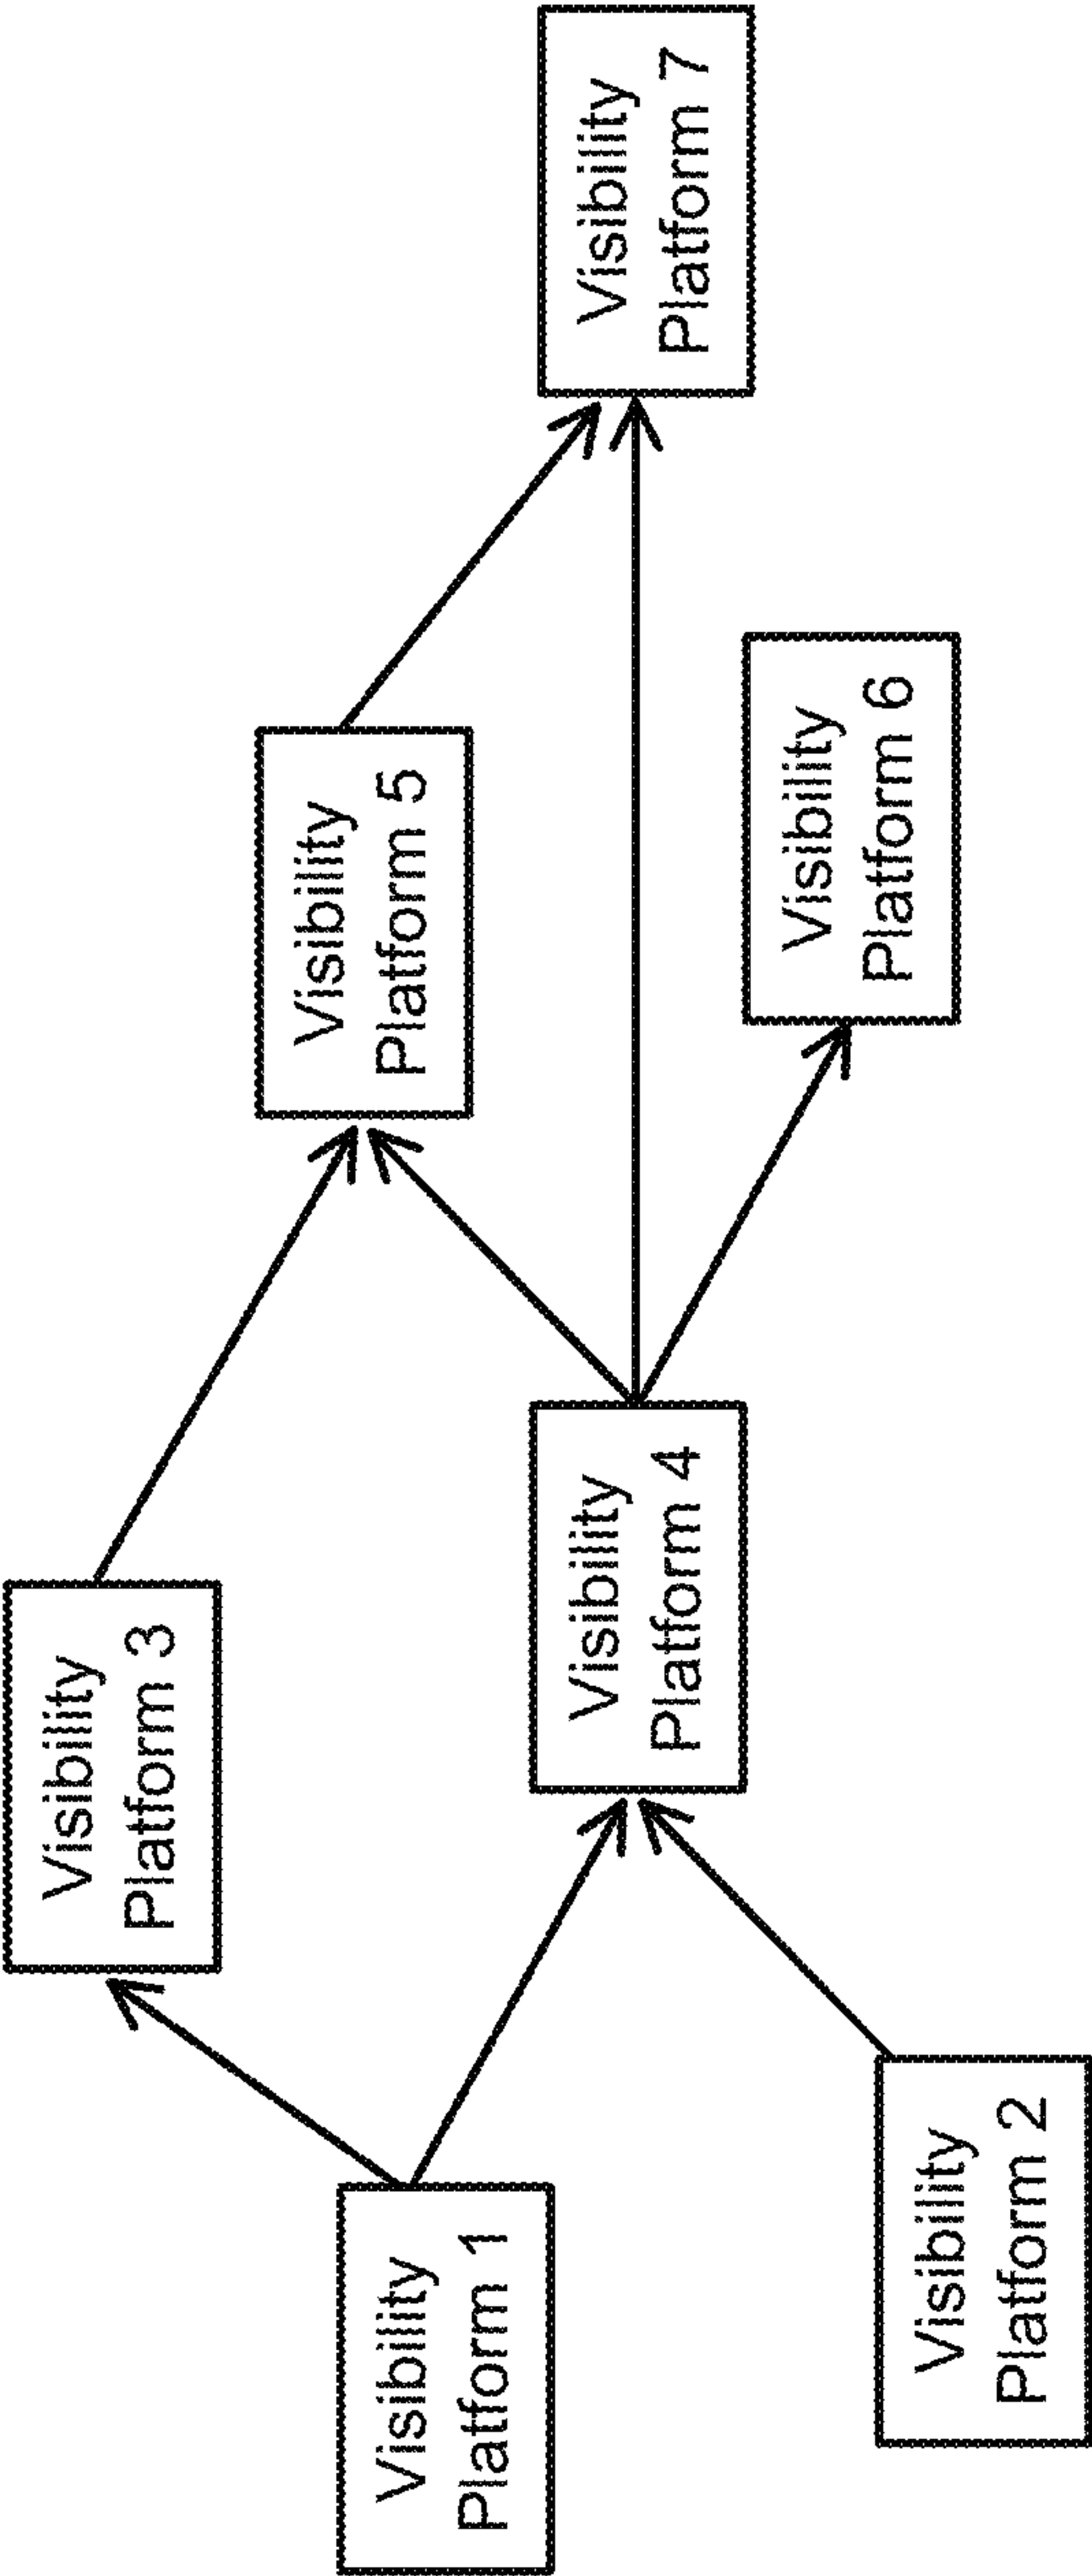 Visibility
Platform 1
Visibility
Platform 2
Visibility
Platform 3
Visibility
Platform 4
Visibility
Platform 5
Visibility
Platform 6
Visibility
Platform 7